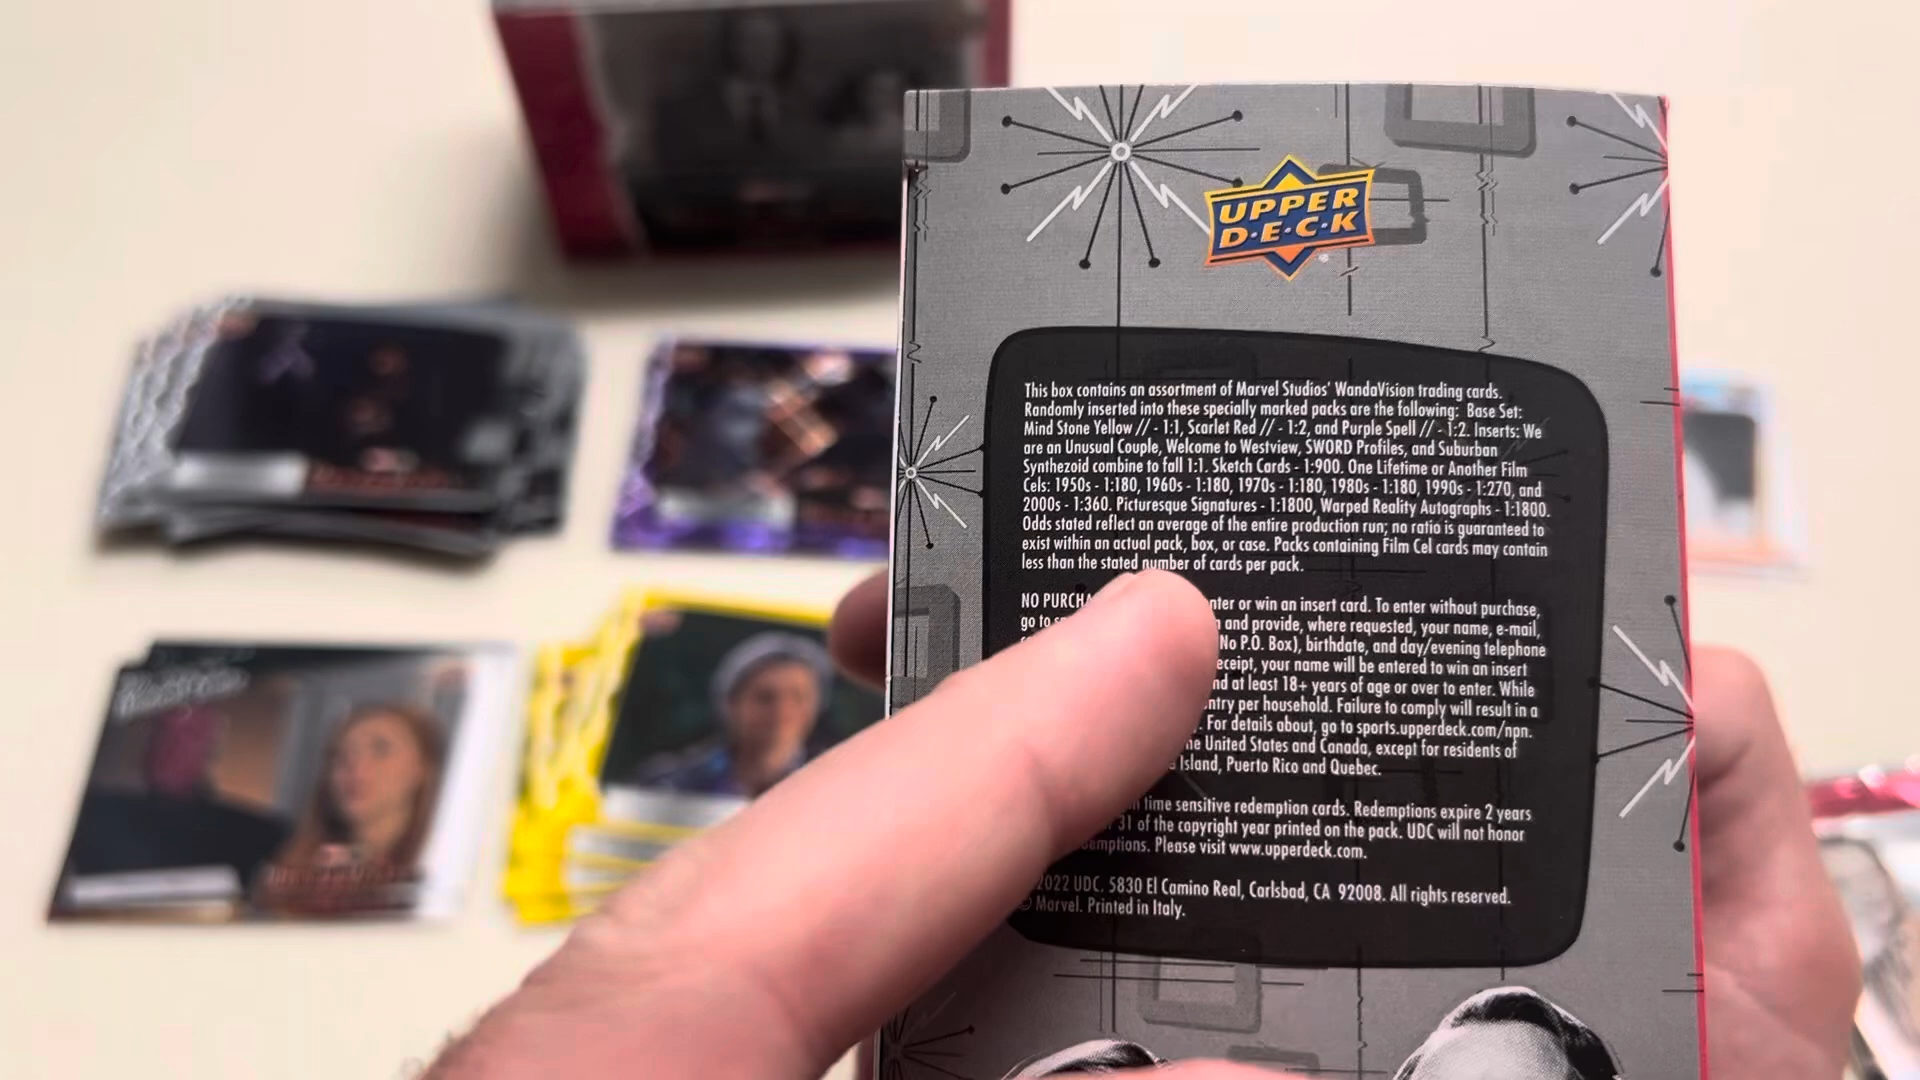 UPPER
D·E·C·K
This box contains an assortment of Marvel Studios' WandaVision trading cards.
Randomly inserted into these specially marked packs are the following: Base Set:
Mind Stone Yellow // - 1:1, Scarlet Red // - 1:2, and Purple Spell // - 1:2. Inserts: We
are an Unusual Couple, Welcome to Westview, SWORD Profiles, and Suburban
Synthezoid combine to fall 1:1. Sketch Cards - 1:900. One Lifetime or Another Film
Cels: 1950s - 1:180, 1960s - 1:180, 1970s - 1:180, 1980s - 1:180, 1990s - 1:270, and
2000s - 1:360. Picturesque Signatures - 1:1800, Warped Reality Autographs - 1:1800.
Odds stated reflect an average of the entire production run; no ratio is guaranteed to
exist within an actual pack, box, or case. Packs containing Film Cel cards may contain
less than the stated number of cards per pack.
NO or win an insert card. To enter without purchase,
go to and provide, where requested, your name, e-mail,
No P.O. Box), birthdate, and day/evening telephone
your name will be entered to win an insert
at least 18+ years of age or over to enter. While
per household. Failure to comply will result in a
For details about, go to sports.upperdeck.com/npn.
United States and Canada, except for residents of
Island, Puerto Rico and Quebec.
time sensitive redemption cards. Redemptions expire 2 years
31 of the copyright year printed on the pack. UDC will not honor
Please visit www.upperdeck.com.
2022 UDC. 5830 El Camino Real, Carlsbad, CA 92008. All rights reserved.
© Marvel. Printed in Italy.